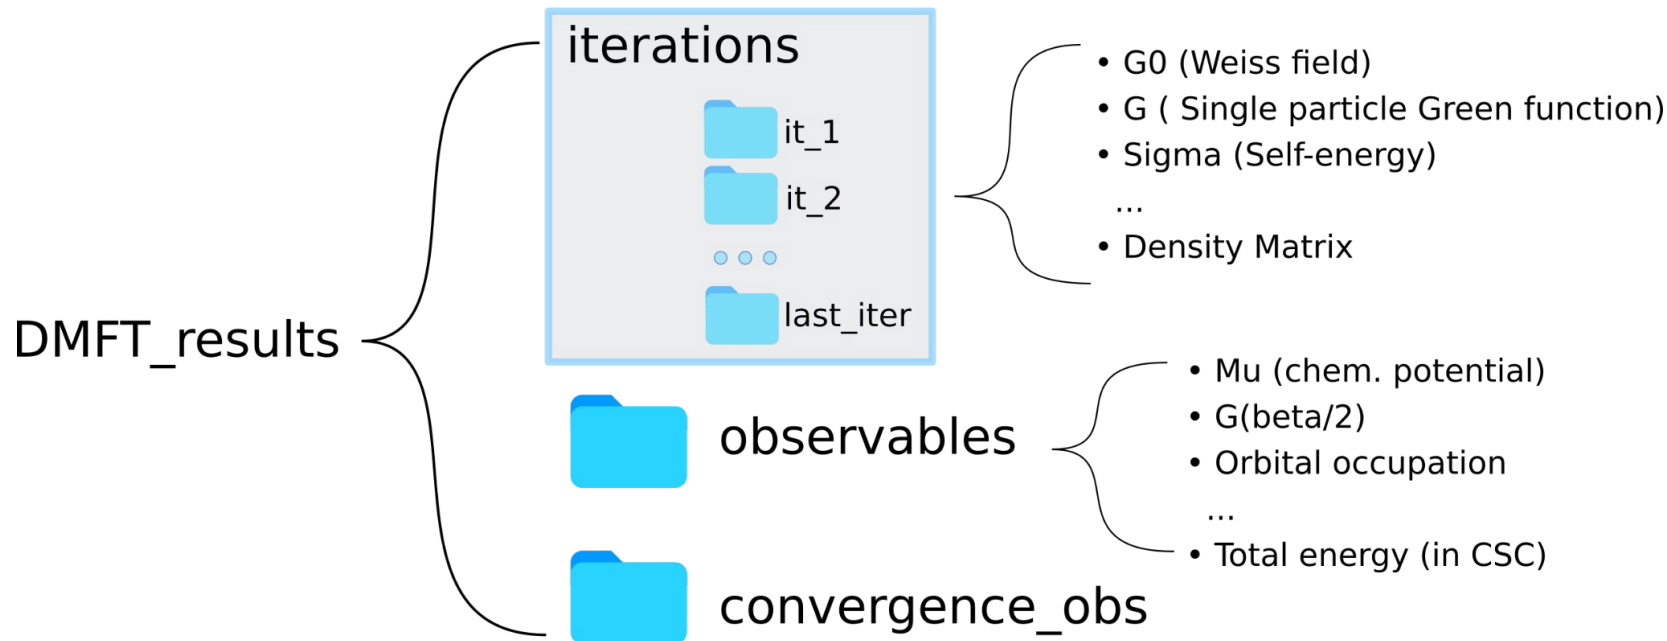 DMFT_results
iterations
it_1
it_2
last_iter
• G0 (Weiss field)
• G ( Single particle Green function)
• Sigma (Self-energy)
...
• Density Matrix
observables
• Mu (chem. potential)
• G(beta/2)
• Orbital occupation
...
• Total energy (in CSC)
convergence_obs